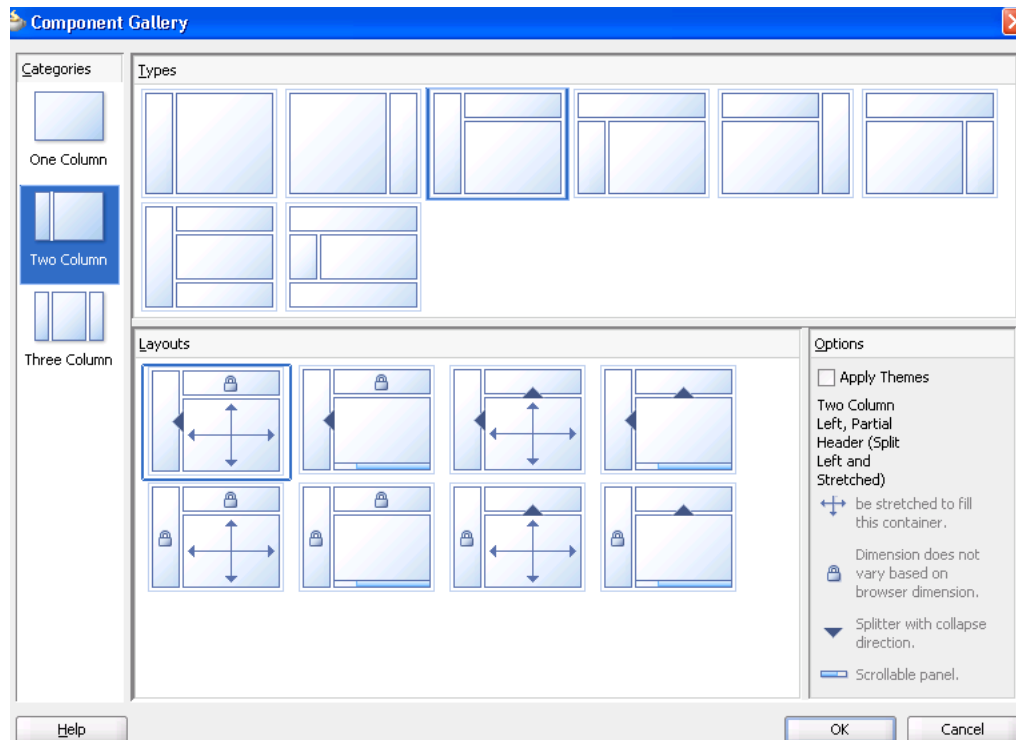 Component Gallery
Categories
One Column
Two Column
Three Column
Types
Layouts
Options
Apply Themes
Two Column
Left, Partial
Header (Split
Left and
Stretched)
be stretched to fill
this container.
Dimension does not
vary based on
browser dimension.
Splitter with collapse
direction.
Scrollable panel.
Help
OK
Cancel